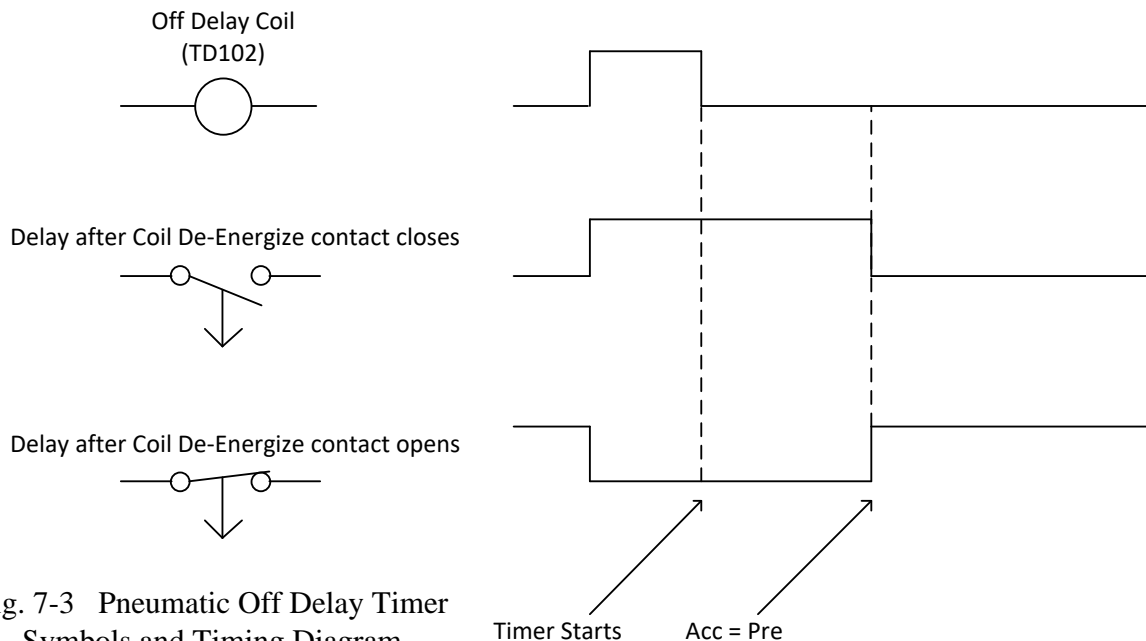 Off Delay Coil
(TD102)
Delay after Coil De-Energize contact closes
Delay after Coil De-Energize contact opens
g. 7-3 Pneumatic Off Delay Timer
Symbols and Timing Diagram
Timer Starts
Acc = Pre